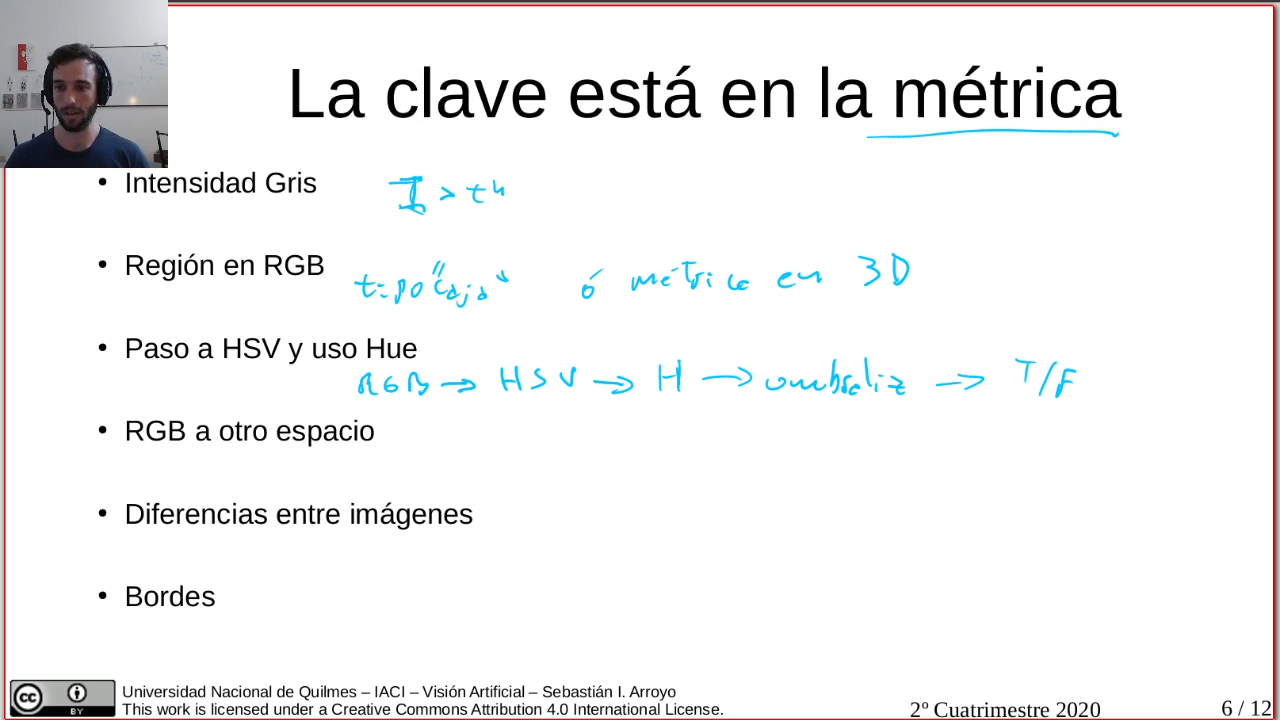 La clave está en la métrica
• Intensidad Gris I > th
• Región en RGB
tipo "Caja" ó métrica en 3D
• Paso a HSV y uso Hue
RGB → HSV → H → umbraliz → T/F
• RGB a otro espacio
• Diferencias entre imágenes
• Bordes
cc BY
Universidad Nacional de Quilmes – IACI – Visión Artificial – Sebastián I. Arroyo
This work is licensed under a Creative Commons Attribution 4.0 International License.
2º Cuatrimestre 2020
6 / 12